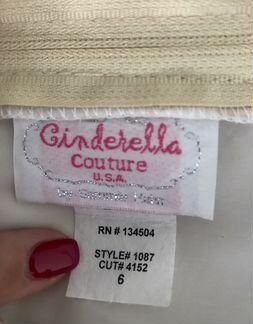 Cinderella
Couture
U.S.A.
RN # 134504
STYLE# 1087
CUT# 4152
6